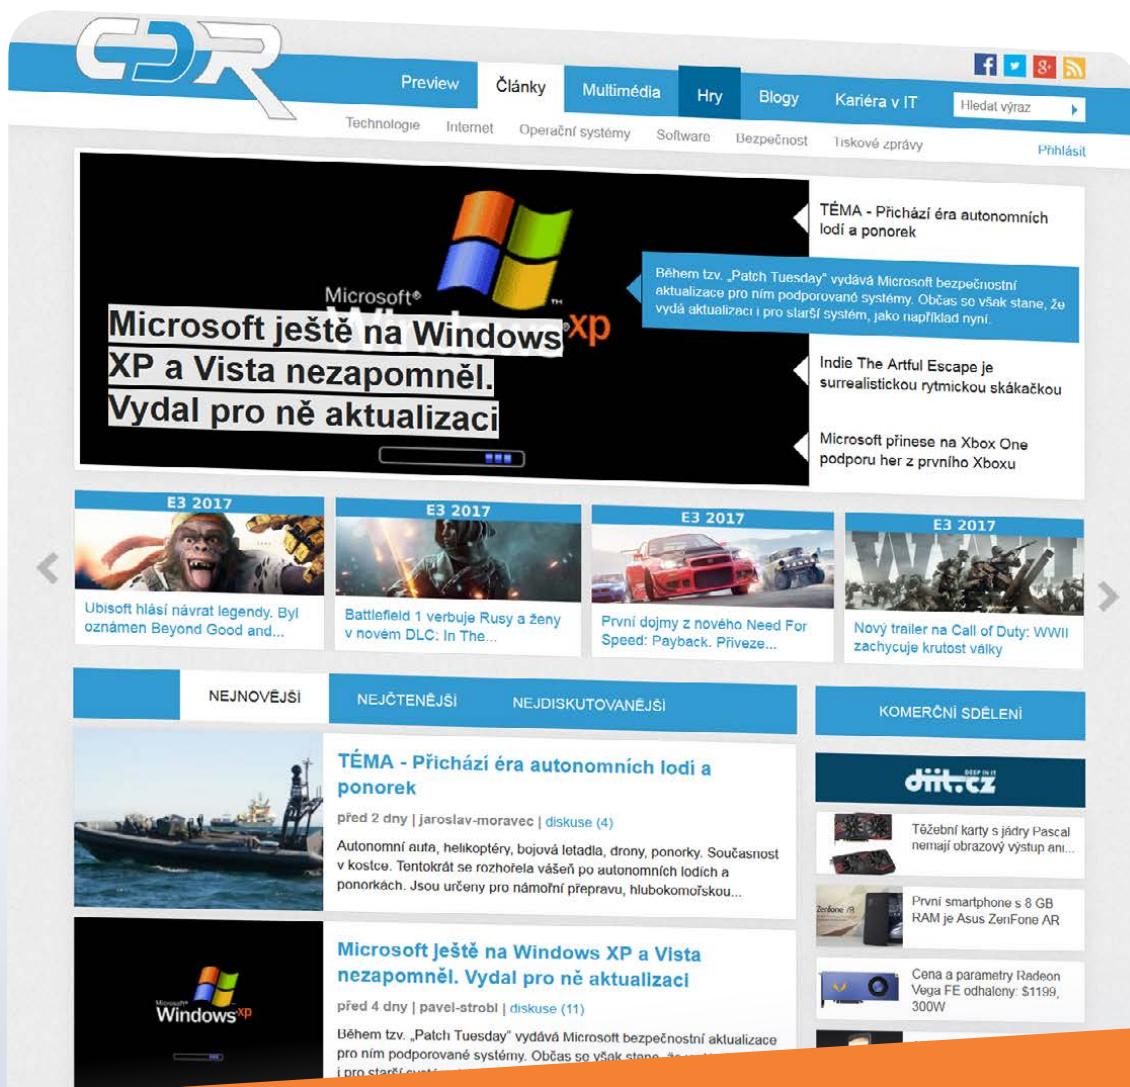 CDR
Preview
Články
Multimédia
Hry
Blogy
Kariéra v IT
Hledat výraz
Technologie
Internet
Operační systémy
Software
Bezpečnost
Tiskové zprávy
Přihlásit
Microsoft®
Windows xp
Microsoft ještě na Windows
XP a Vista nezapomněl.
Vydal pro ně aktualizaci
TÉMA - Přichází éra autonomních
lodí a ponorek
Během tzv. „Patch Tuesday“ vydává Microsoft bezpečnostní
aktualizace pro ním podporované systémy. Občas se však stane, že
vydá aktualizaci i pro starší systém, jako například nyní.
Indie The Artful Escape je
surrealistickou rytmickou skákačkou
Microsoft přinese na Xbox One
podporu her z prvního Xboxu
E3 2017
Ubisoft hlásí návrat legendy. Byl
oznámen Beyond Good and...
E3 2017
Battlefield 1 verbuje Rusy a ženy
v novém DLC: In The...
E3 2017
První dojmy z nového Need For
Speed: Payback. Přiveze...
E3 2017
WWII
Nový trailer na Call of Duty: WWII
zachycuje krutost války
NEJNOVĚJŠÍ
NEJČTENĚJŠÍ
NEJDISKUTOVANĚJŠÍ
TÉMA - Přichází éra autonomních lodí a
ponorek
před 2 dny | jaroslav-moravec | diskuse (4)
Autonomní auta, helikoptéry, bojová letadla, drony, ponorky. Současnost
v kostce. Tentokrát se rozhořela vášeň po autonomních lodích a
ponorkách. Jsou určeny pro námořní přepravu, hlubokomořskou...
Microsoft
Windows xp
Microsoft ještě na Windows XP a Vista
nezapomněl. Vydal pro ně aktualizaci
před 4 dny | pavel-strobl | diskuse (11)
Během tzv. „Patch Tuesday“ vydává Microsoft bezpečnostní aktualizace
pro ním podporované systémy. Občas se však stane, že
i pro starší
KOMERČNÍ SDĚLENÍ
diit.cz
DEEP IN IT
Těžební karty s jádry Pascal
nemají obrazový výstup ani...
Zenfone AR
První smartphone s 8 GB
RAM je Asus ZenFone AR
Cena a parametry Radeon
Vega FE odhaleny: $1199,
300W